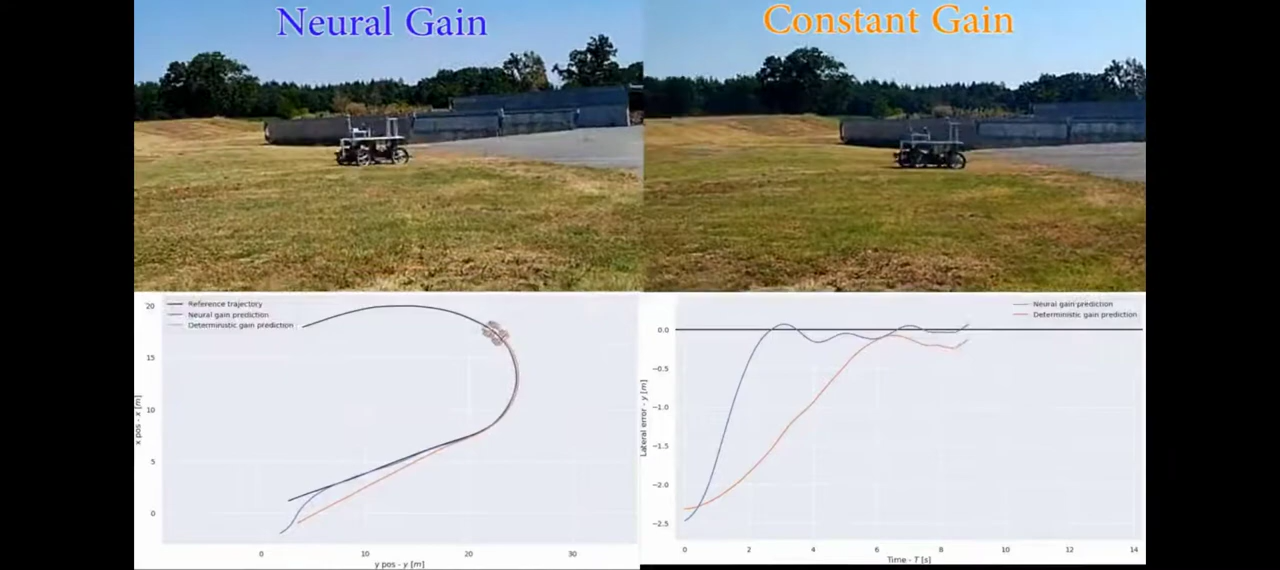 Neural Gain
Constant Gain
Reference trajectory
Neural gain prediction
Deterministic gain prediction
20
15
10
5
0
x pos - x [m]
0
10
20
30
y pos - y [m]
Neural gain prediction
Deterministic gain prediction
0.0
−0.5
−1.0
−1.5
−2.0
−2.5
Lateral error - y [m]
0
2
4
6
8
10
12
14
Time - T [s]